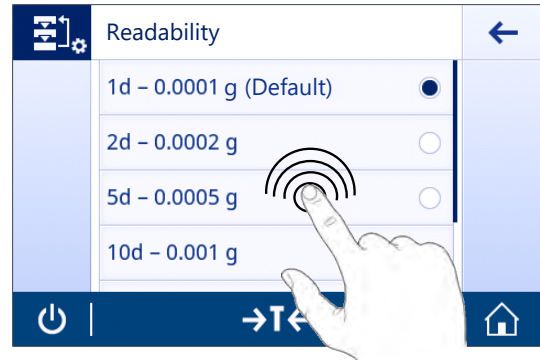 Readability
1d – 0.0001 g (Default)
2d – 0.0002 g
5d – 0.0005 g
10d – 0.001 g
→T←